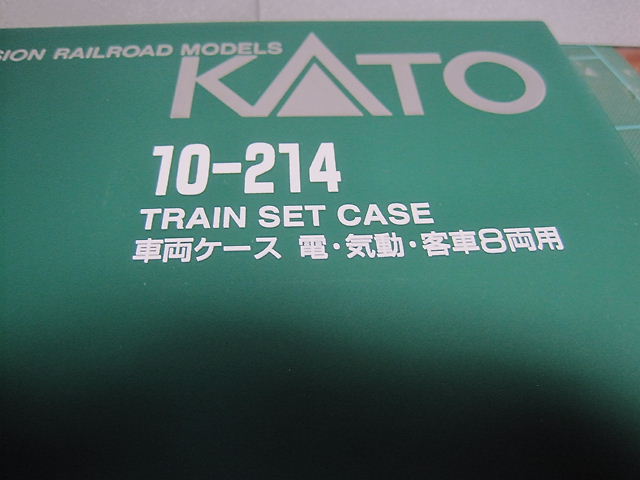 RAILROAD MODELS
KATO
10-214
TRAIN SET CASE
車両ケース 電・気動・客車8両用